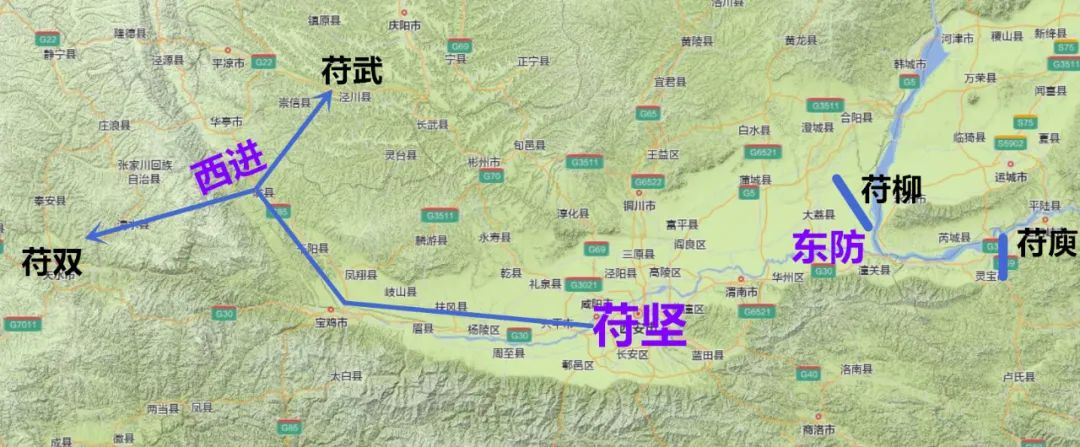 洛川县
镇原县
庆阳市
河津市
稷山县
新绛县
G22
隆德县
静宁县
泾源县
平凉市
G22
G69
宁县
正宁县
黄陵县
黄龙县
韩城市
S75
G3511
万荣县
闻喜县
苻武
崇信县
泾川县
宜君县
G5
庄浪县
华亭市
长武县
G65
G3511
合阳县
澄城县
白水县
S75
临猗县
夏县
S5902
旬邑县
王益区
G6521
张家川回族
自治县
西进
灵台县
彬州市
G3511
G70
G6522
铜川市
蒲城县
G5
运城市
苻柳
秦安县
G3511
淳化县
大荔县
平陆县
苻双
麟游县
永寿县
G69
三原县
富平县
阎良区
东防
芮城县
苻庾
灵宝
凤翔县
岐山县
乾县
礼泉县
泾阳县
高陵区
华州区
G30
潼关县
G7011
G30
宝鸡市
扶风县
G3021
咸阳市
渭南市
G6521
苻坚
眉县
杨陵区
G30
周至县
鄠邑区
长安区
蓝田县
洛南县
太白县
G40
卢氏县
两当县
凤县
G85
商洛市
成县
徽县